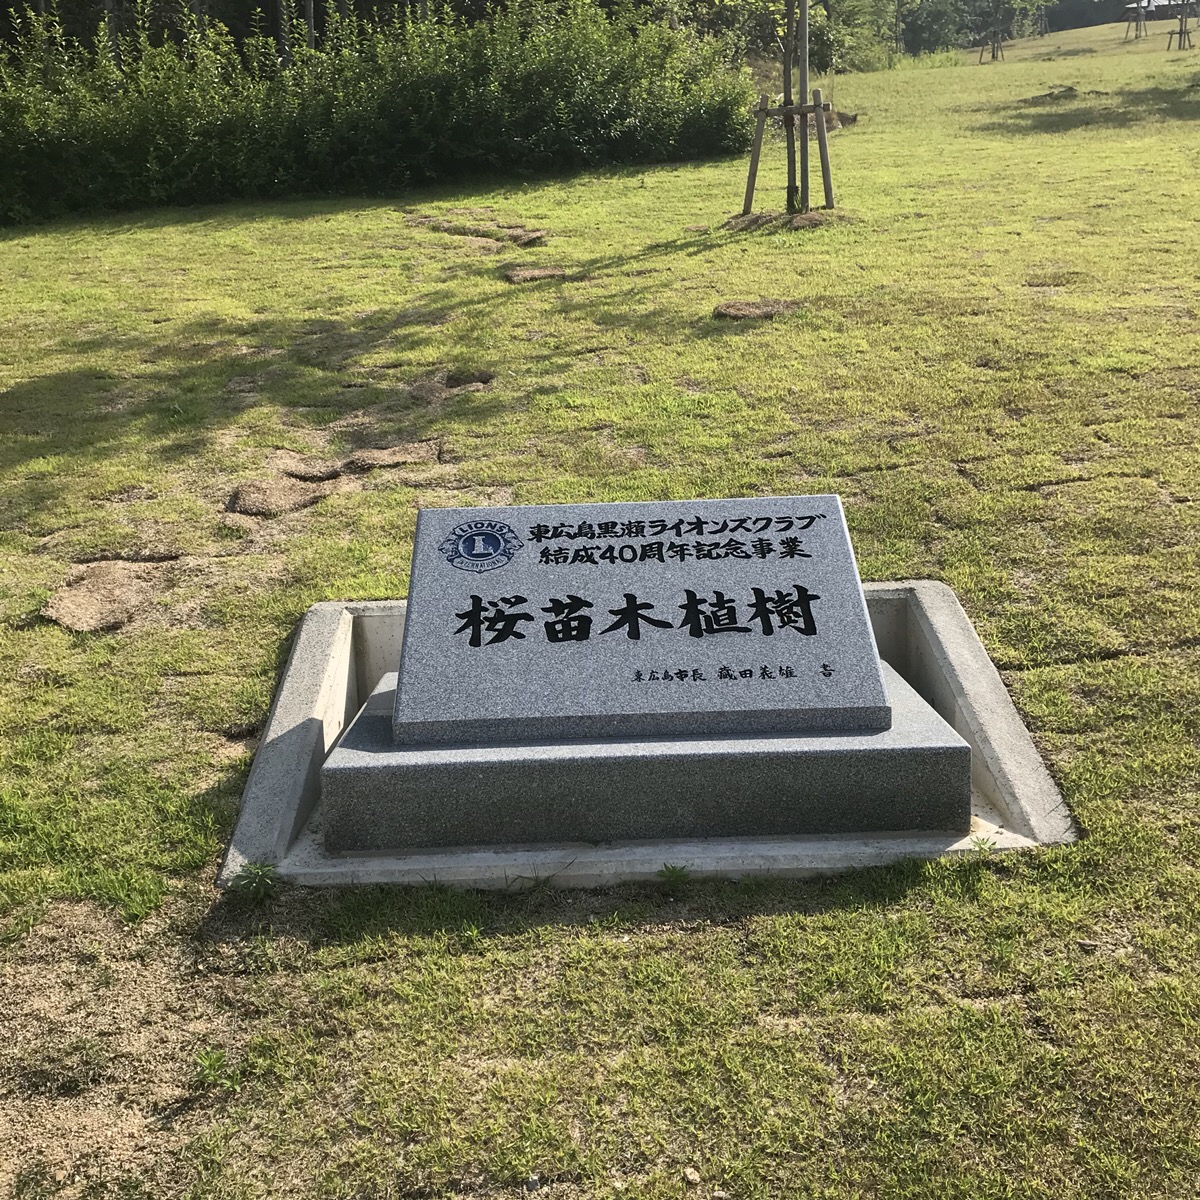 LIONS
L
INTERNATIONAL
東広島黒瀬ライオンズクラブ
結成40周年記念事業
桜苗木植樹
東広島市長 藏田義雄 書